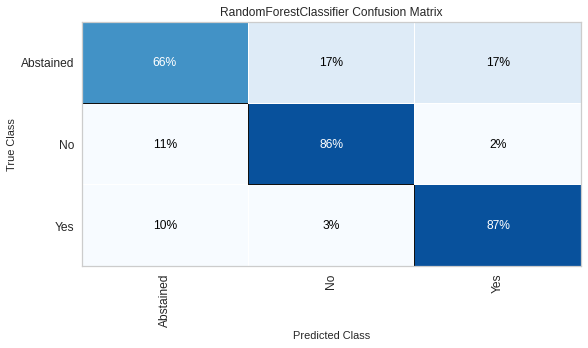 RandomForestClassifier Confusion Matrix
True Class
Abstained 66% 17% 17%
No 11% 86% 2%
Yes 10% 3% 87%
Abstained No Yes
Predicted Class